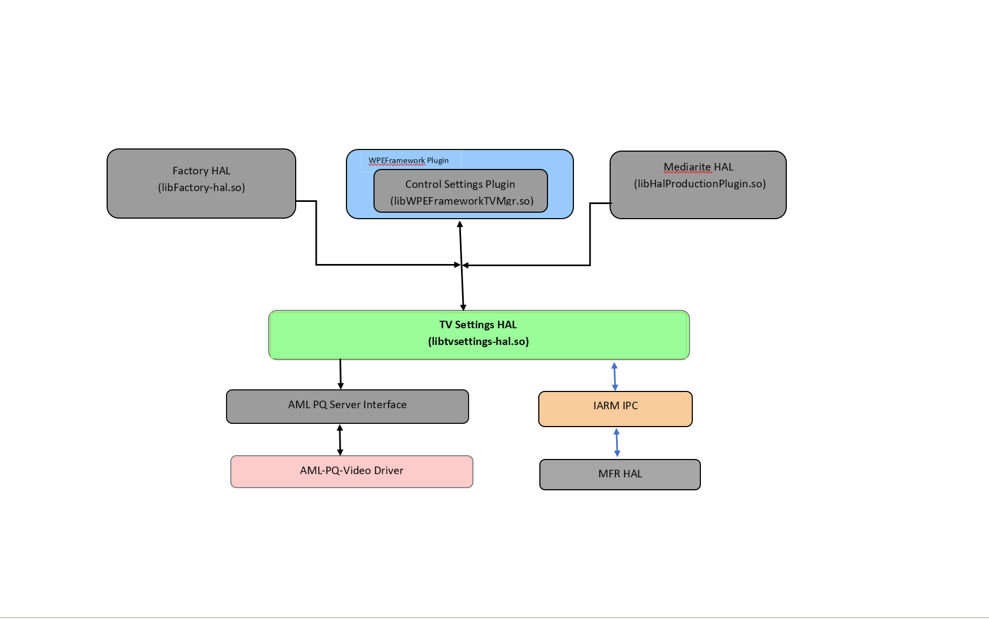 Factory HAL
(libFactory-hal.so)
WPEFramework Plugin
Control Settings Plugin
(libWPEFrameworkTVMgr.so)
Mediarite HAL
(libHalProductionPlugin.so)
TV Settings HAL
(libtvsettings-hal.so)
AML PQ Server Interface
IARM IPC
AML-PQ-Video Driver
MFR HAL